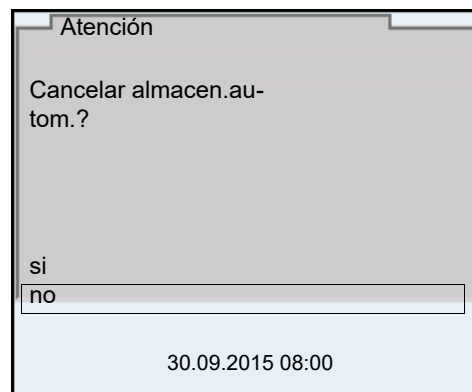 Atención
Cancelar almacen.au-
tom.?
si
no
30.09.2015 08:00